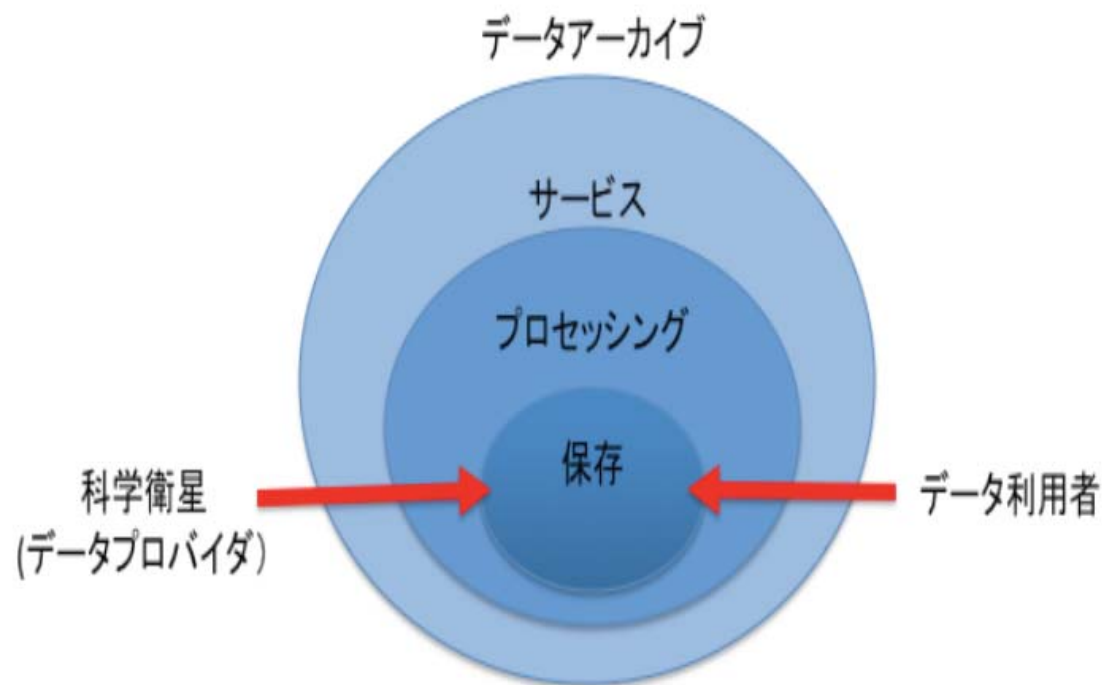 データアーカイブ
サービス
プロセッシング
保存
科学衛星
(データプロバイダ)
データ利用者